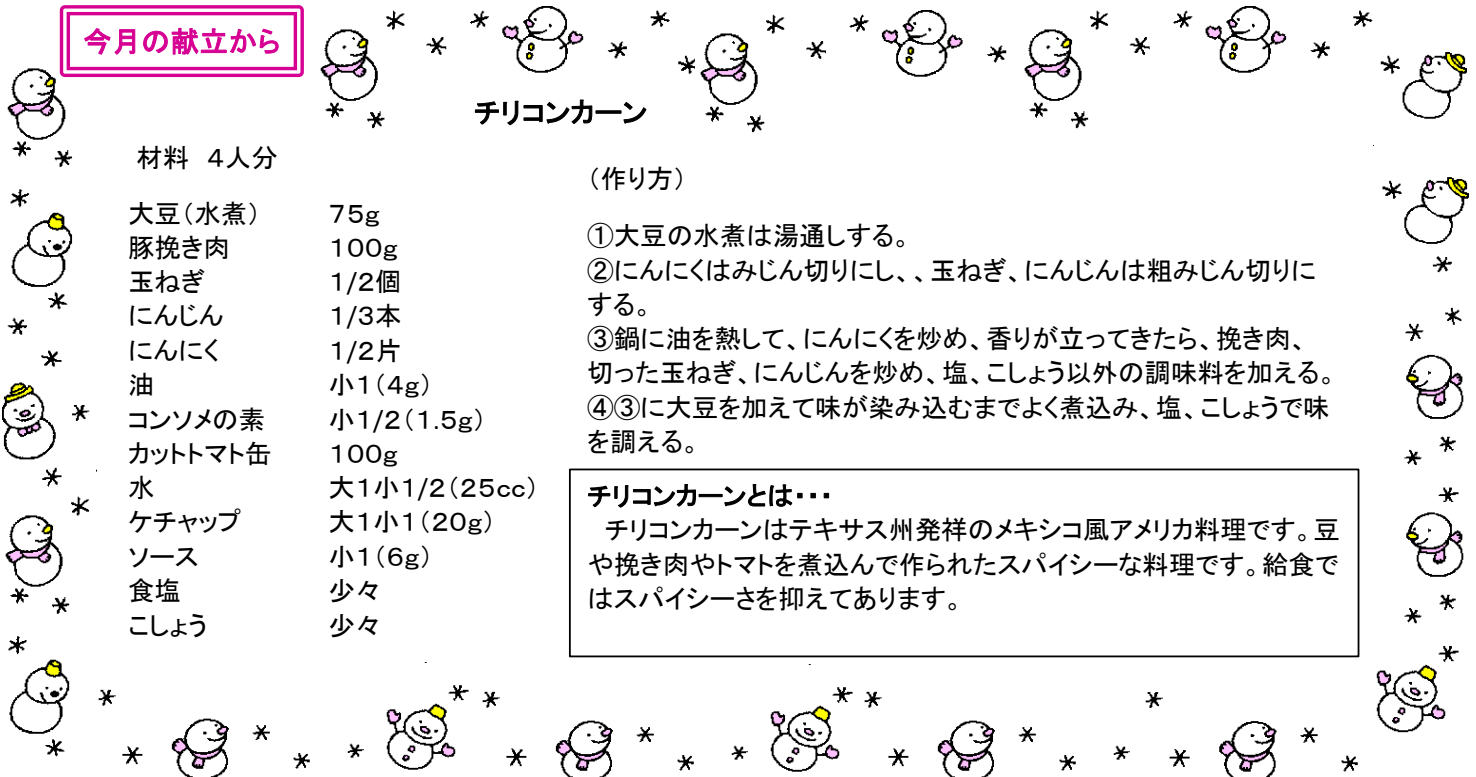 今月の献立から
チリコンカーン
材料 4人分
大豆(水煮) 75g
豚挽き肉 100g
玉ねぎ 1/2個
にんじん 1/3本
にんにく 1/2片
油 小1(4g)
コンソメの素 小1/2(1.5g)
カットトマト缶 100g
水 大1小1/2(25cc)
ケチャップ 大1小1(20g)
ソース 小1(6g)
食塩 少々
こしょう 少々
(作り方)
①大豆の水煮は湯通しする。
②にんにくはみじん切りにし、、玉ねぎ、にんじんは粗みじん切りに
する。
③鍋に油を熱して、にんにくを炒め、香りが立ってきたら、挽き肉、
切った玉ねぎ、にんじんを炒め、塩、こしょう以外の調味料を加える。
④③に大豆を加えて味が染み込むまでよく煮込み、塩、こしょうで味
を調える。
チリコンカーンとは・・・
チリコンカーンはテキサス州発祥のメキシコ風アメリカ料理です。豆
や挽き肉やトマトを煮込んで作られたスパイシーな料理です。給食で
はスパイシーさを抑えてあります。